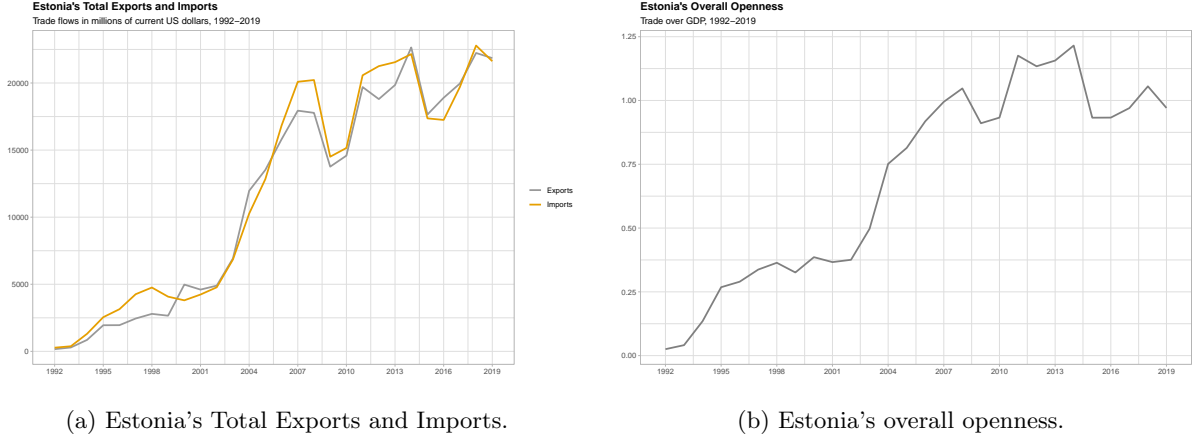 Estonia's Total Exports and Imports
Trade flows in millions of current US dollars, 1992–2019
20000
15000
10000
5000
0
1992 1995 1998 2001 2004 2007 2010 2013 2016 2019
Exports
Imports
(a) Estonia's Total Exports and Imports.
Estonia's Overall Openness
Trade over GDP, 1992–2019
1.25
1.00
0.75
0.50
0.25
0.00
1992 1995 1998 2001 2004 2007 2010 2013 2016 2019
(b) Estonia's overall openness.